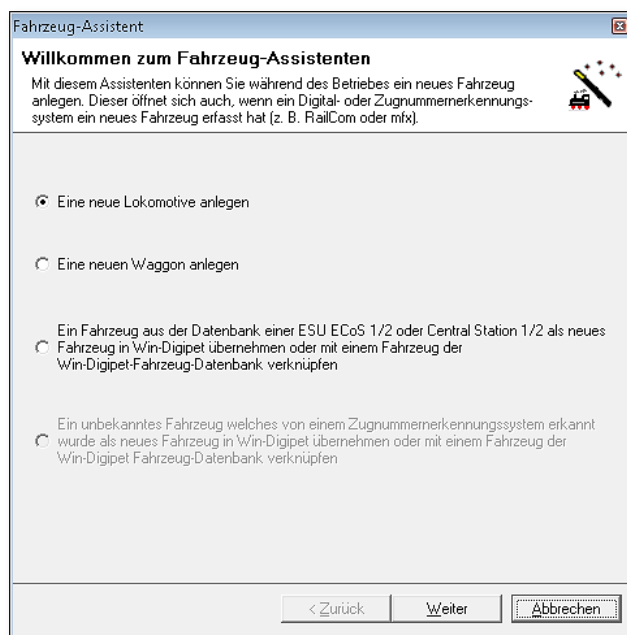 Fahrzeug-Assistent
Willkommen zum Fahrzeug-Assistenten
Mit diesem Assistenten können Sie während des Betriebes ein neues Fahrzeug
anlegen. Dieser öffnet sich auch, wenn ein Digital- oder Zugnummernerkennungs-
system ein neues Fahrzeug erfasst hat (z. B. RailCom oder mfx).
Eine neue Lokomotive anlegen
Eine neuen Waggon anlegen
Ein Fahrzeug aus der Datenbank einer ESU ECoS 1/2 oder Central Station 1/2 als neues
Fahrzeug in Win-Digipet übernehmen oder mit einem Fahrzeug der
Win-Digipet-Fahrzeug-Datenbank verknüpfen
Ein unbekanntes Fahrzeug welches von einem Zugnummernerkennungssystem erkannt
wurde als neues Fahrzeug in Win-Digipet übernehmen oder mit einem Fahrzeug der
Win-Digipet Fahrzeug-Datenbank verknüpfen
< Zurück Weiter Abbrechen